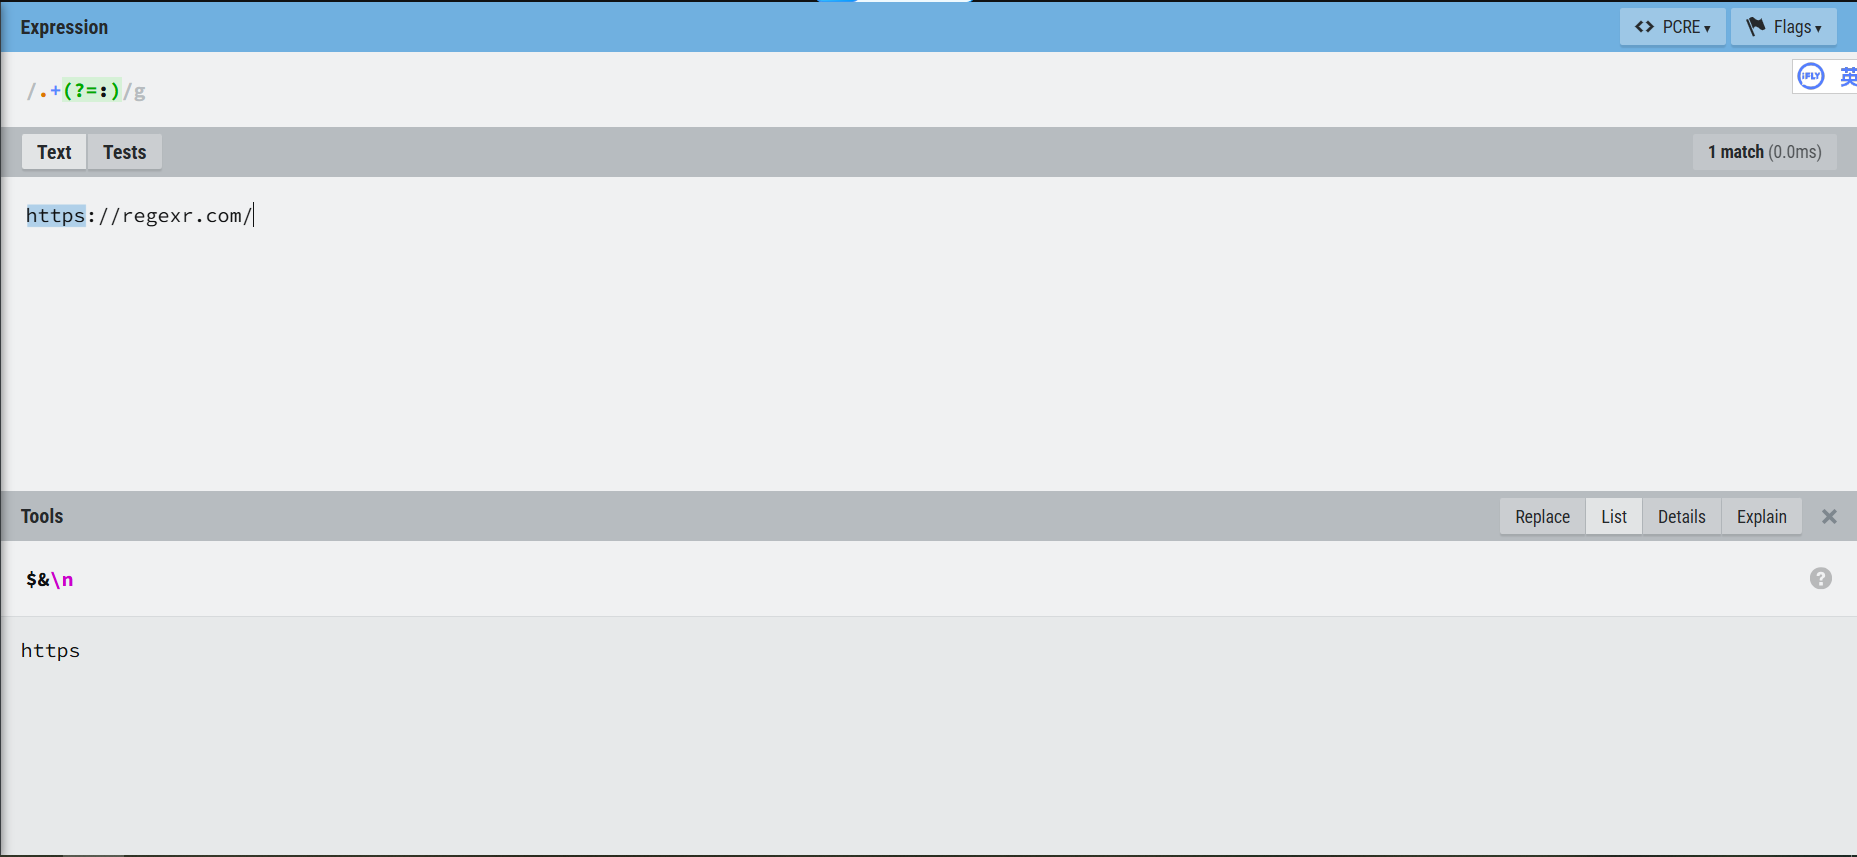 Expression
<> PCRE ▾
Flags ▾
/.+(?=:)/g
iFLY 英
Text
Tests
1 match (0.0ms)
https://regexr.com/
Tools
Replace
List
Details
Explain
×
$&\n
?
https